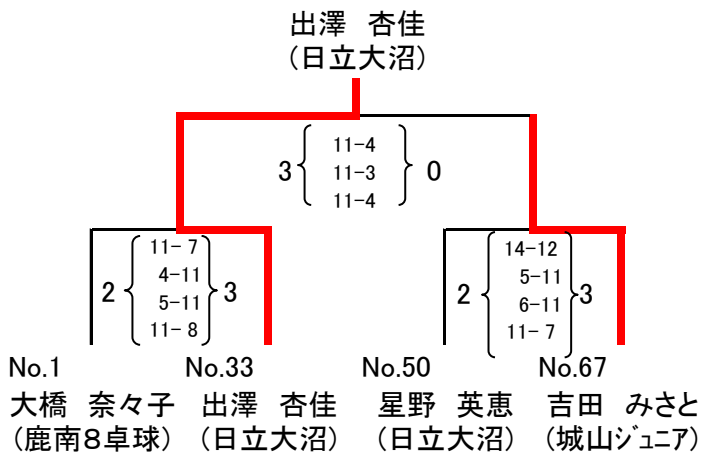 出澤 杏佳
(日立大沼)
3 11-4 0
11-3
11-4
2 11-7 3
4-11
5-11
11-8
2 14-12 3
5-11
6-11
11-7
No.1 No.33 No.50 No.67
大橋 奈々子 出澤 杏佳 星野 英恵 吉田 みさと
(鹿南8卓球) (日立大沼) (日立大沼) (城山ジュニア)